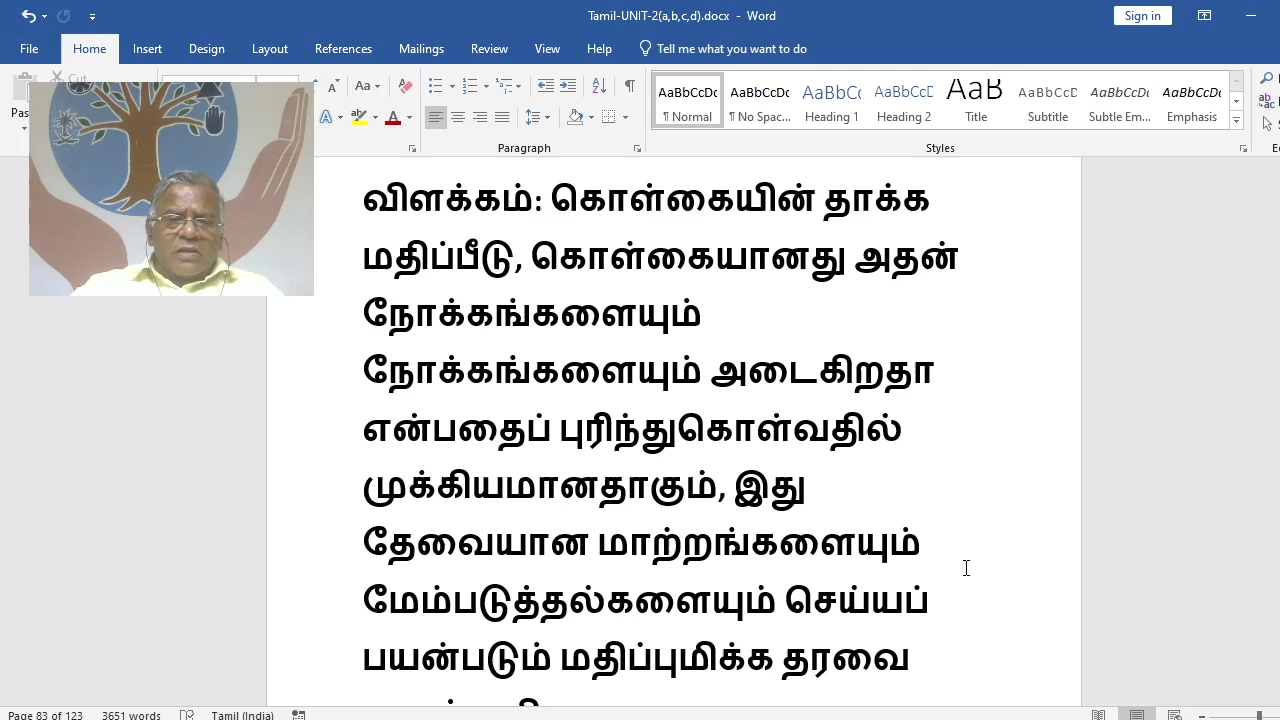 Tamil-UNIT-2(a,b,c,d).docx - Word
Sign in
File Home Insert Design Layout References Mailings Review View Help Tell me what you want to do
Cut
Aa
AaBbCcDc AaBbCcDc AaBbCc AaBbCcD AaB AaBbCcD AaBbCcDc AaBbCcDc
¶ Normal ¶ No Spac... Heading 1 Heading 2 Title Subtitle Subtle Em... Emphasis
Paragraph Styles
விளக்கம்: கொள்கையின் தாக்க
மதிப்பீடு, கொள்கையானது அதன்
நோக்கங்களையும்
நோக்கங்களையும் அடைகிறதா
என்பதைப் புரிந்துகொள்வதில்
முக்கியமானதாகும், இது
தேவையான மாற்றங்களையும்
மேம்படுத்தல்களையும் செய்யப்
பயன்படும் மதிப்புமிக்க தரவை
Page 83 of 123 3651 words Tamil (India)